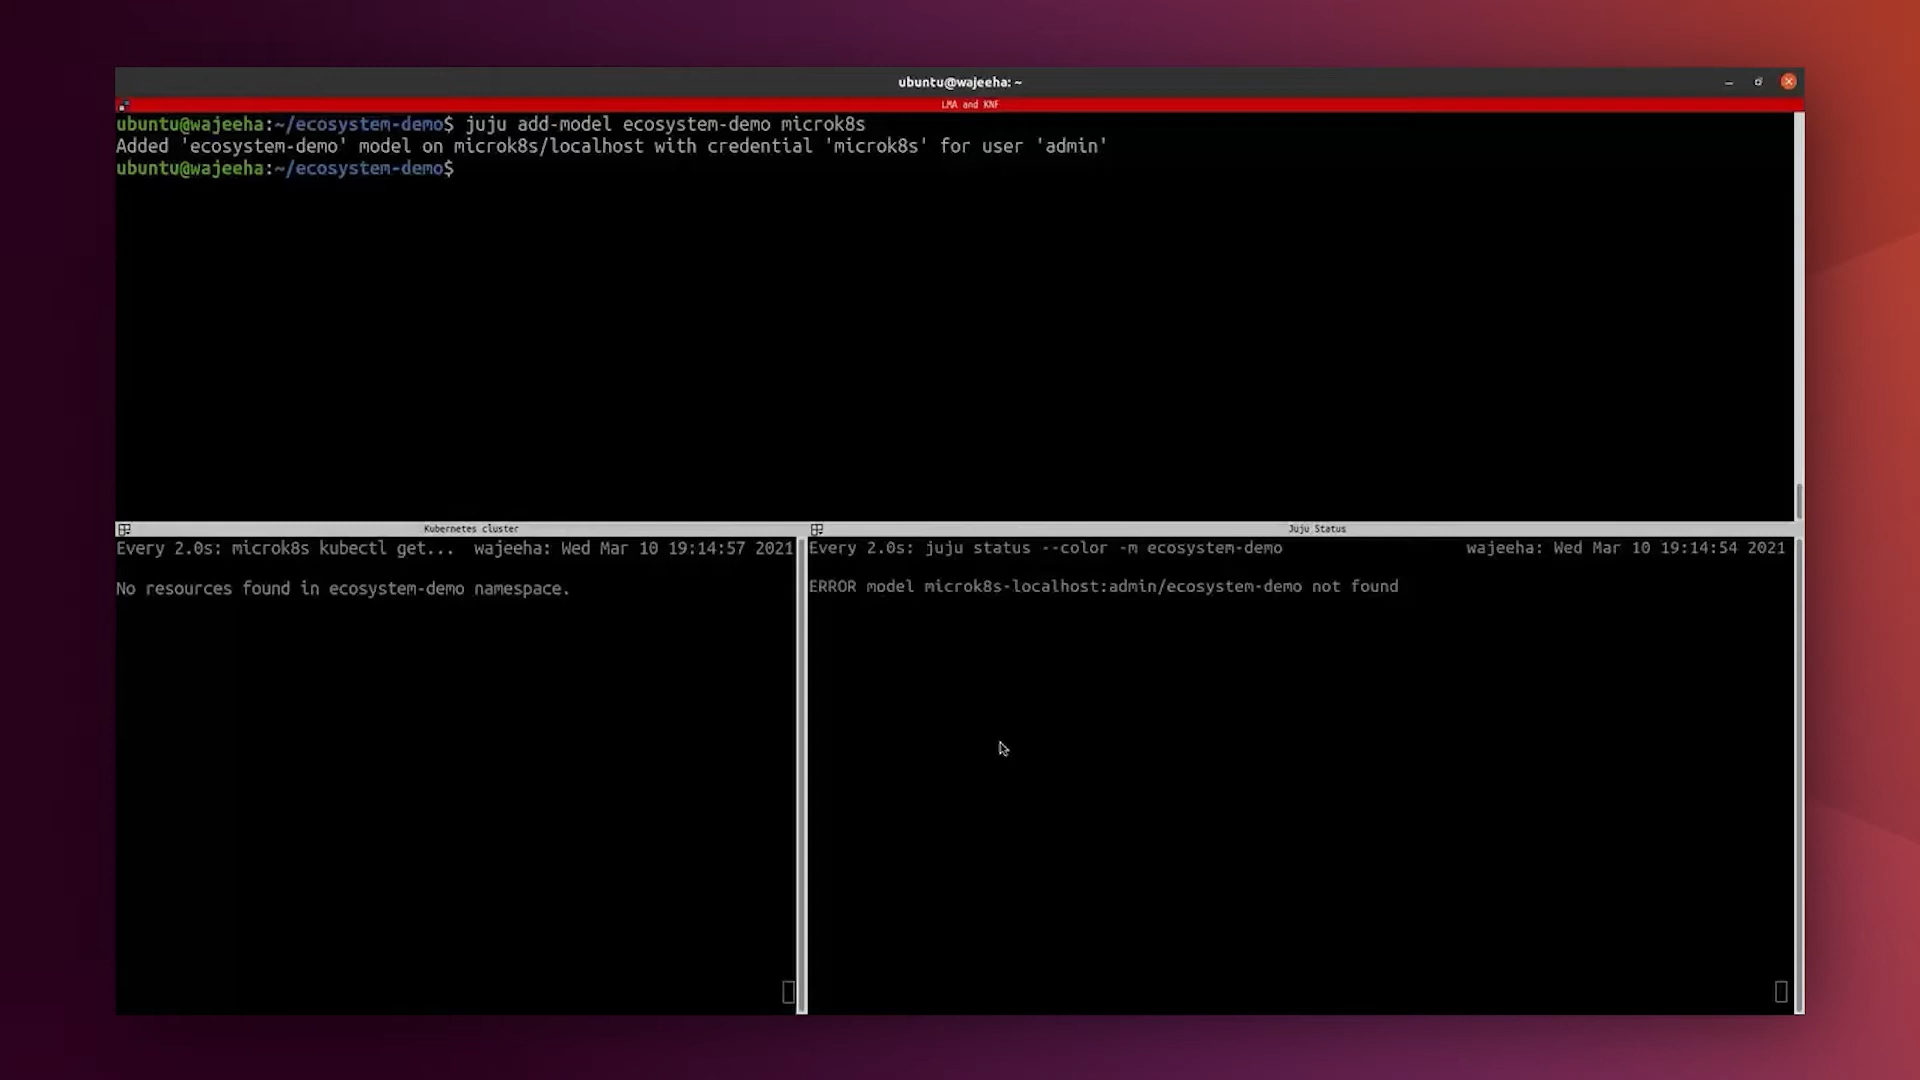 ubuntu@wajeeha: ~
LMA and KNF
ubuntu@wajeeha:~/ecosystem-demo$ juju add-model ecosystem-demo microk8s
Added 'ecosystem-demo' model on microk8s/localhost with credential 'microk8s' for user 'admin'
ubuntu@wajeeha:~/ecosystem-demo$
Kubernetes cluster
Every 2.0s: microk8s kubectl get... wajeeha: Wed Mar 10 19:14:57 2021
No resources found in ecosystem-demo namespace.
Juju Status
Every 2.0s: juju status --color -m ecosystem-demo wajeeha: Wed Mar 10 19:14:54 2021
ERROR model microk8s-localhost:admin/ecosystem-demo not found